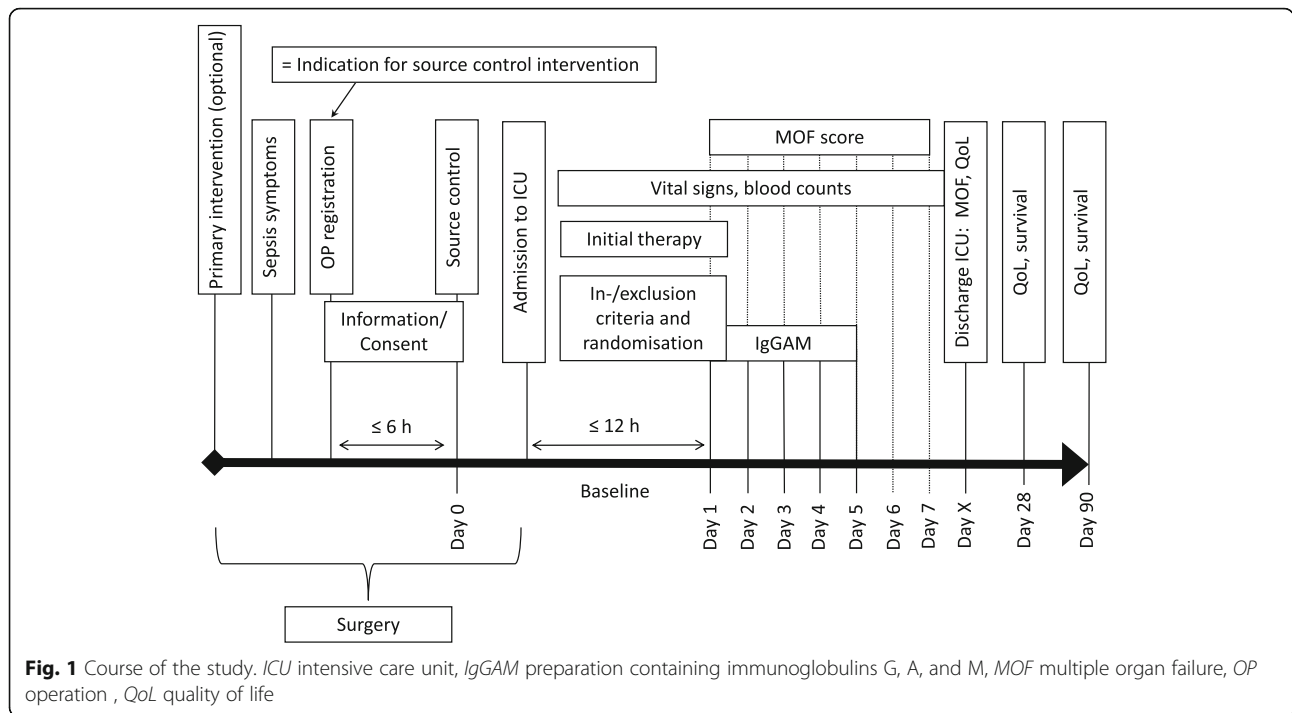 = Indication for source control intervention
Primary intervention (optional)
Sepsis symptoms
OP registration
Source control
Admission to ICU
MOF score
Vital signs, blood counts
Initial therapy
In-/exclusion
criteria and
randomisation
Information/
Consent
IgGAM
Discharge ICU: MOF, QoL
QoL, survival
QoL, survival
≤ 6 h
≤ 12 h
Baseline
Day 0
Day 1
Day 2
Day 3
Day 4
Day 5
Day 6
Day 7
Day X
Day 28
Day 90
Surgery
Fig. 1 Course of the study. ICU intensive care unit, IgGAM preparation containing immunoglobulins G, A, and M, MOF multiple organ failure, OP
operation , QoL quality of life